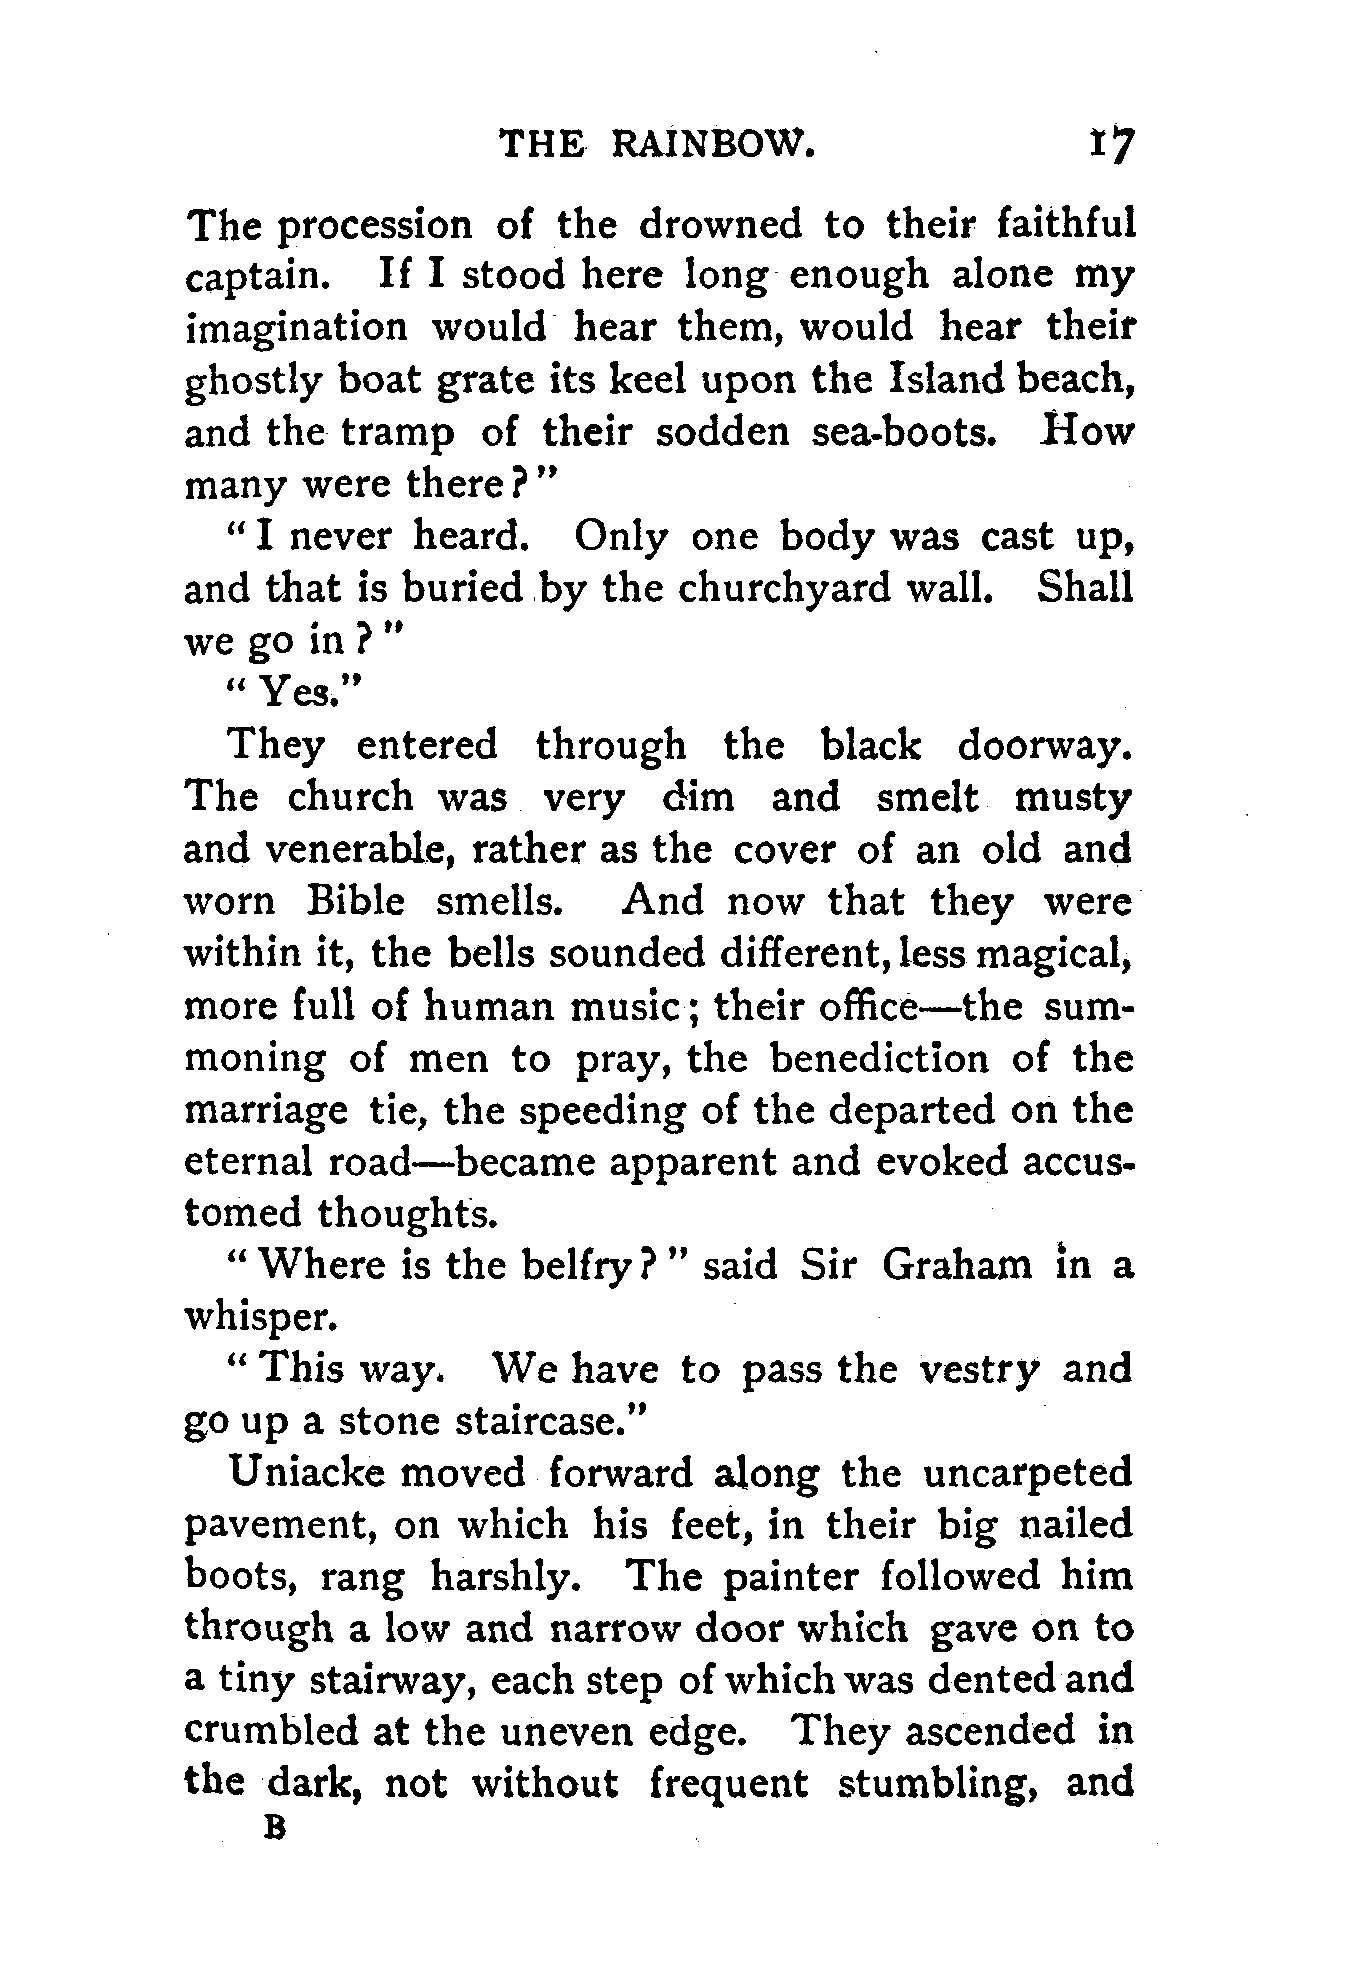 THE RAINBOW. 17
The procession of the drowned to their faithful
captain. If I stood here long enough alone my
imagination would hear them, would hear their
ghostly boat grate its keel upon the Island beach,
and the tramp of their sodden sea-boots. How
many were there?"
"I never heard. Only one body was cast up,
and that is buried by the churchyard wall. Shall
we go in?"
"Yes."
They entered through the black doorway.
The church was very dim and smelt musty
and venerable, rather as the cover of an old and
worn Bible smells. And now that they were
within it, the bells sounded different, less magical,
more full of human music; their office—the sum-
moning of men to pray, the benediction of the
marriage tie, the speeding of the departed on the
eternal road—became apparent and evoked accus-
tomed thoughts.
"Where is the belfry?" said Sir Graham in a
whisper.
"This way. We have to pass the vestry and
go up a stone staircase."
Uniacke moved forward along the uncarpeted
pavement, on which his feet, in their big nailed
boots, rang harshly. The painter followed him
through a low and narrow door which gave on to
a tiny stairway, each step of which was dented and
crumbled at the uneven edge. They ascended in
the dark, not without frequent stumbling, and
B